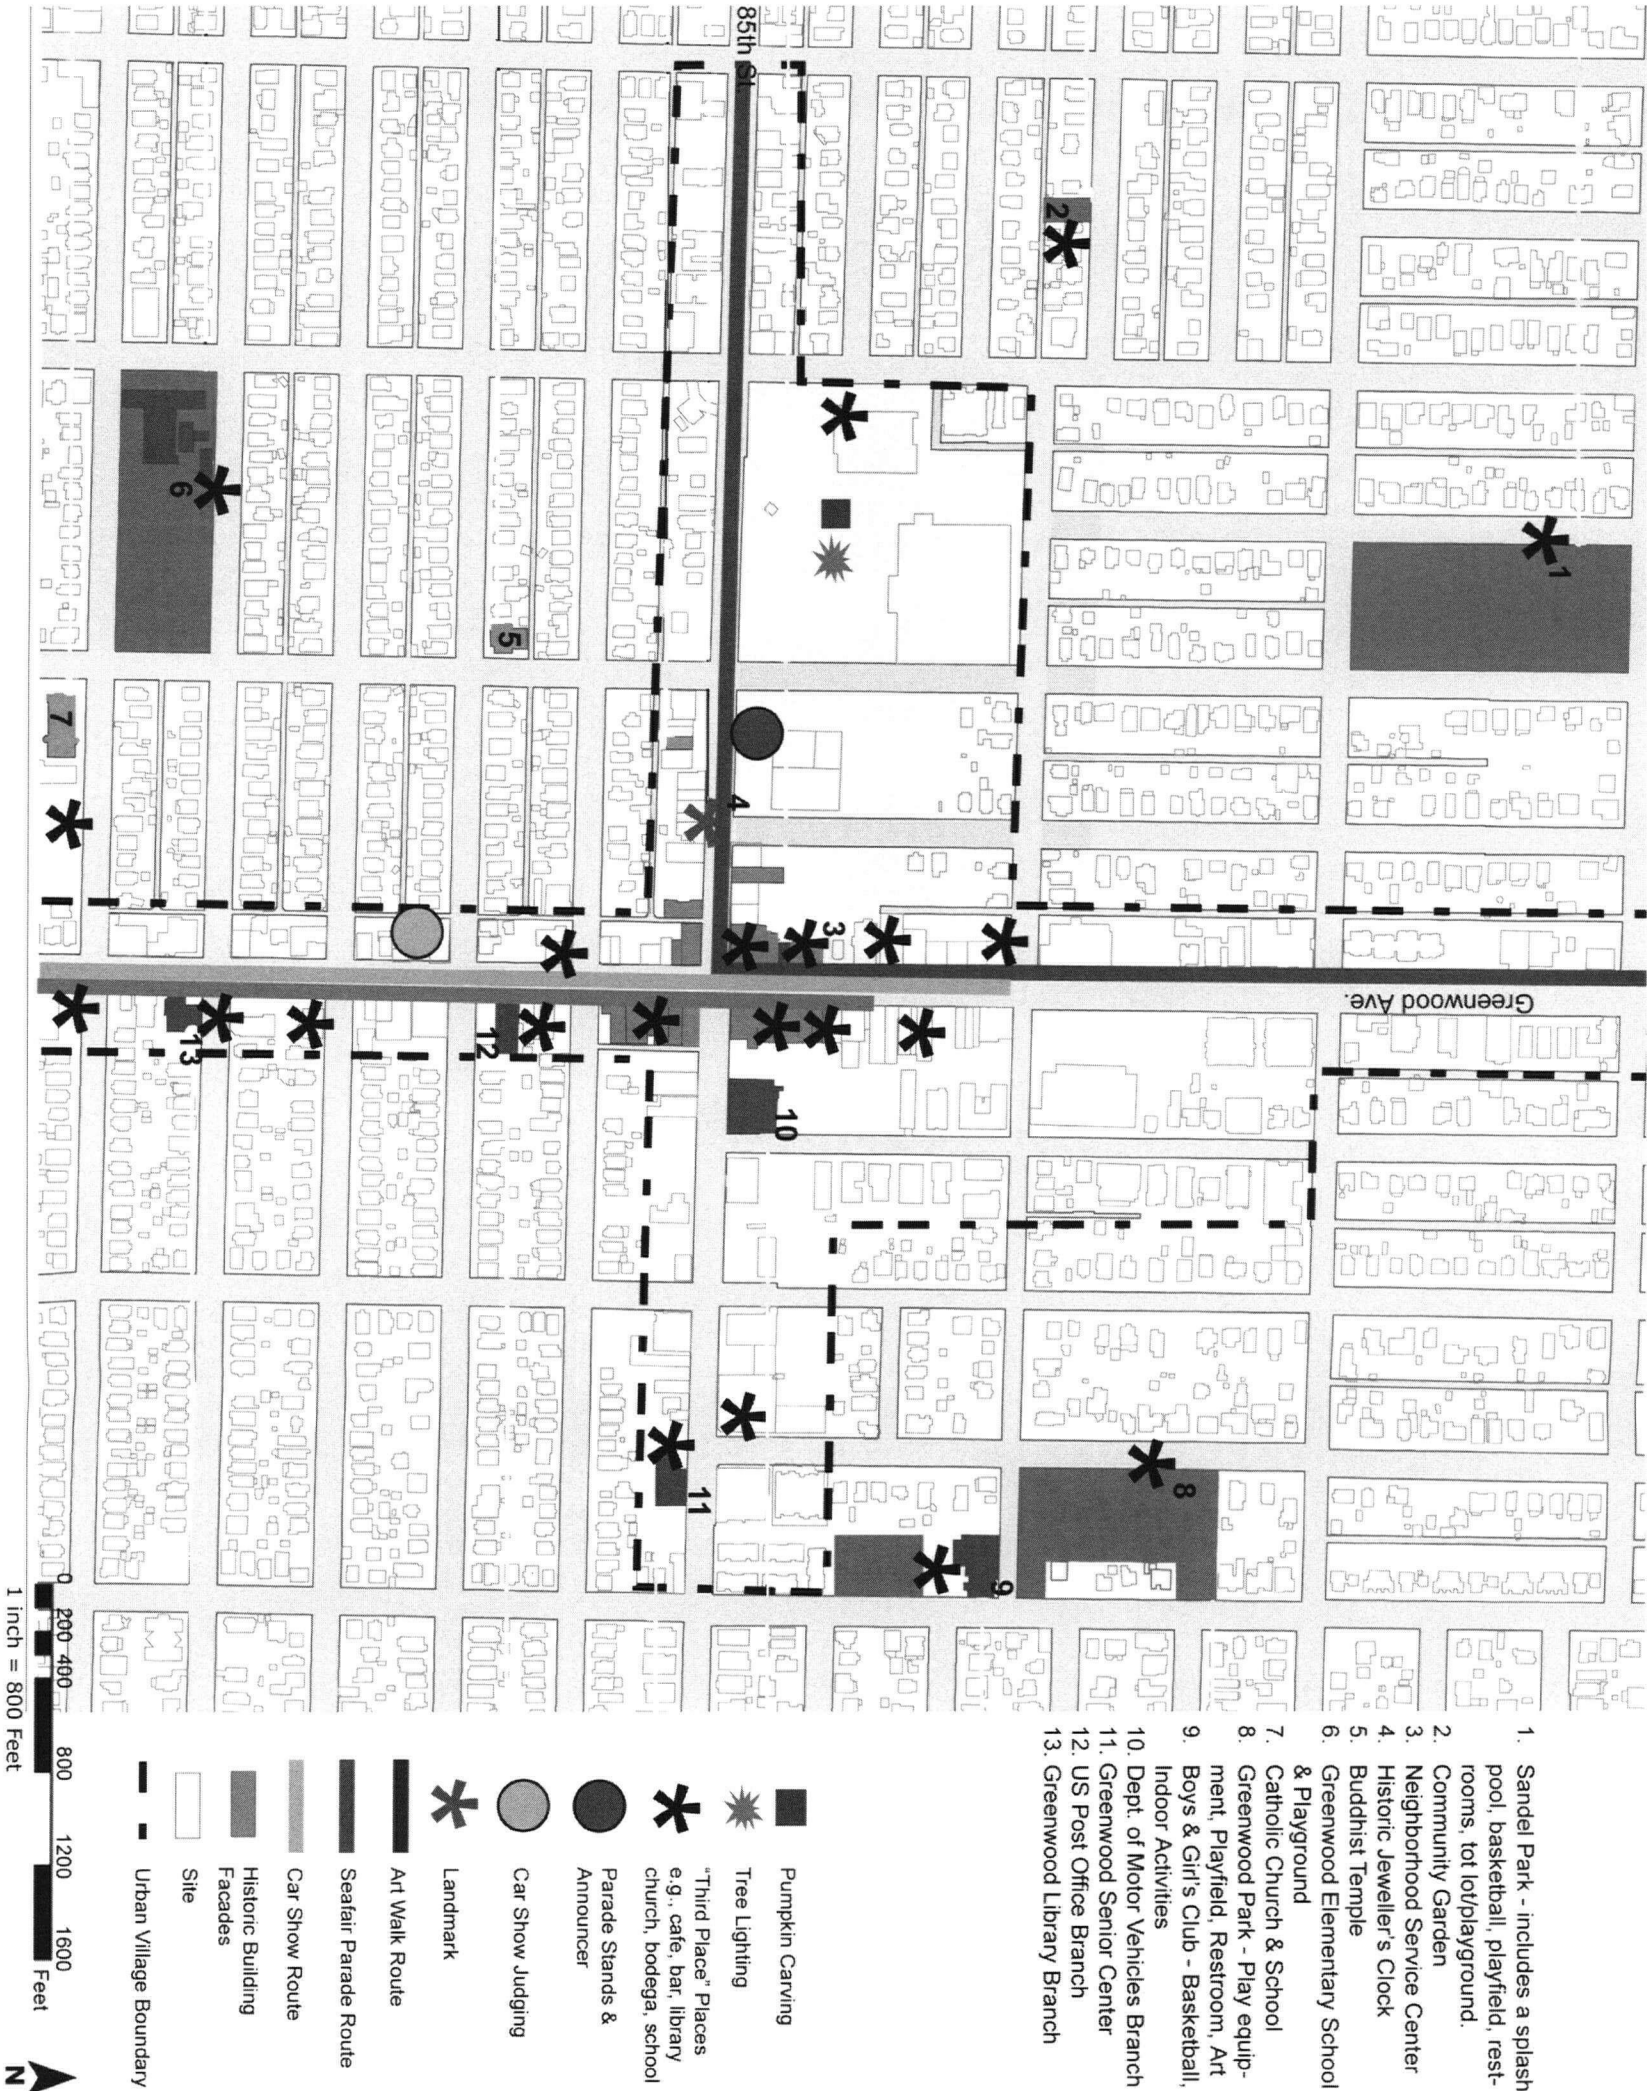 85th St.
Greenwood Ave.
1
2
3
4
5
6
7
8
9
10
11
12
13
1. Sandel Park - includes a splash
pool, basketball, playfield, rest-
rooms, tot lot/playground.
2. Community Garden
3. Neighborhood Service Center
4. Historic Jeweller's Clock
5. Buddhist Temple
6. Greenwood Elementary School
& Playground
7. Catholic Church & School
8. Greenwood Park - Play equip-
ment, Playfield, Restroom, Art
9. Boys & Girl's Club - Basketball,
Indoor Activities
10. Dept. of Motor Vehicles Branch
11. Greenwood Senior Center
12. US Post Office Branch
13. Greenwood Library Branch
Pumpkin Carving
Tree Lighting
"Third Place" Places
e.g., cafe, bar, library
church, bodega, school
Parade Stands &
Announcer
Car Show Judging
Landmark
Art Walk Route
Seafair Parade Route
Car Show Route
Historic Building
Facades
Site
Urban Village Boundary
0 200 400 800 1200 1600
Feet
1 inch = 800 Feet
N